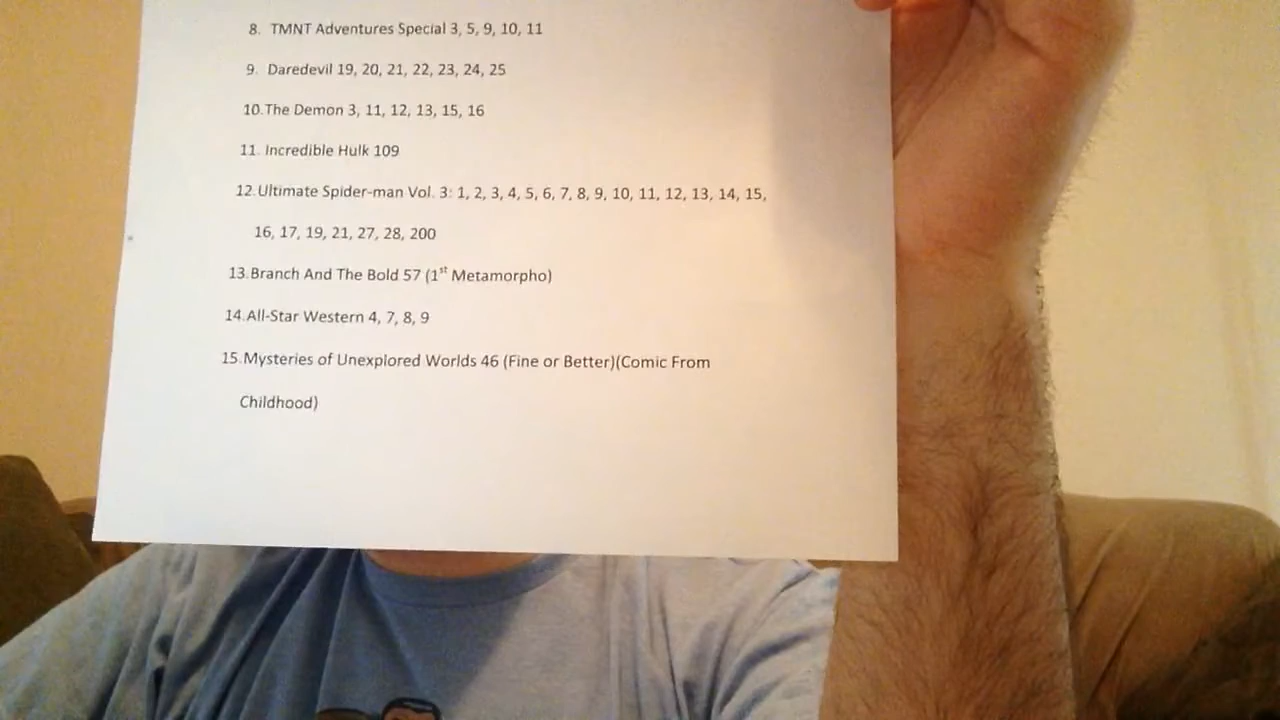 8. TMNT Adventures Special 3, 5, 9, 10, 11
9. Daredevil 19, 20, 21, 22, 23, 24, 25
10. The Demon 3, 11, 12, 13, 15, 16
11. Incredible Hulk 109
12. Ultimate Spider-man Vol. 3: 1, 2, 3, 4, 5, 6, 7, 8, 9, 10, 11, 12, 13, 14, 15,
16, 17, 19, 21, 27, 28, 200
13. Branch And The Bold 57 (1st Metamorpho)
14. All-Star Western 4, 7, 8, 9
15. Mysteries of Unexplored Worlds 46 (Fine or Better)(Comic From
Childhood)